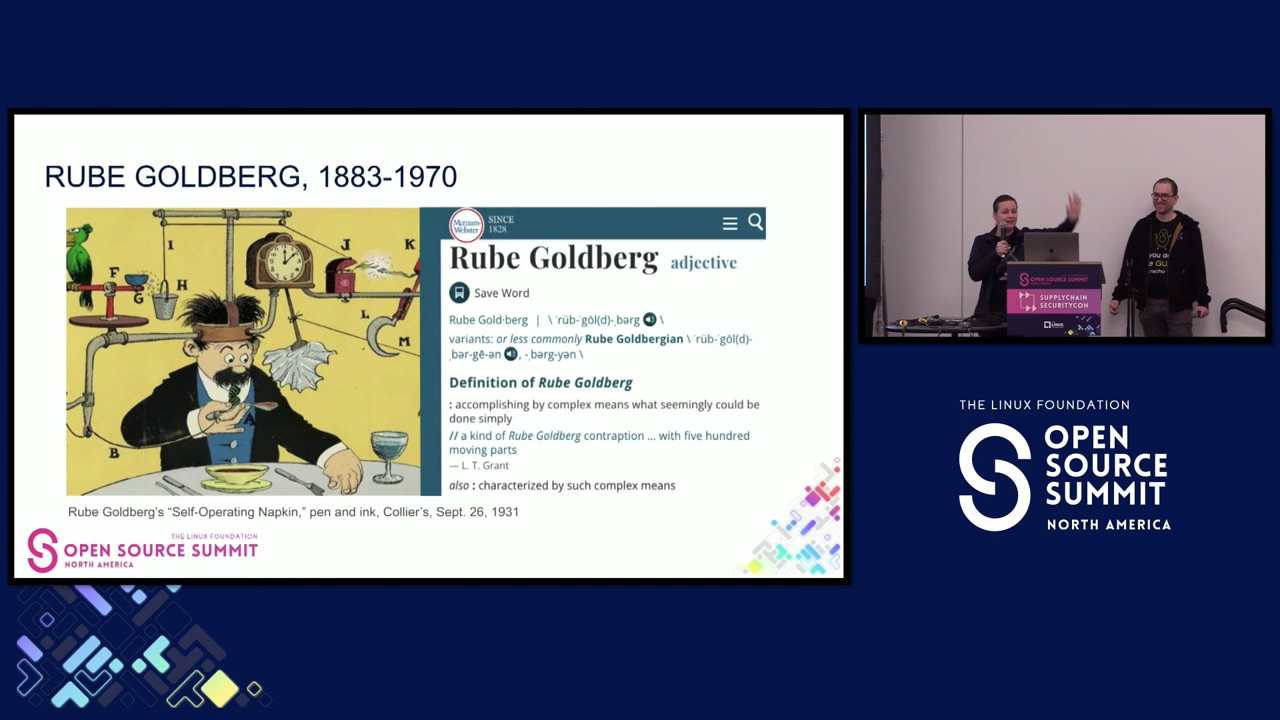 RUBE GOLDBERG, 1883-1970
I
J
K
F
G
H
M
B
A
Merriam-Webster
SINCE
1828
Rube Goldberg adjective
Save Word
Rube Gold·berg | \ ˈrüb-ˈgōl(d)-ˌbərg \
variants: or less commonly Rube Goldbergian \ ˈrüb-ˈgōl(d)-
ˌbər-gē-ən , -ˌbərg-yən \
Definition of Rube Goldberg
: accomplishing by complex means what seemingly could be
done simply
// a kind of Rube Goldberg contraption ... with five hundred
moving parts
— L. T. Grant
also : characterized by such complex means
Rube Goldberg's “Self-Operating Napkin,” pen and ink, Collier's, Sept. 26, 1931
THE LINUX FOUNDATION
OPEN SOURCE SUMMIT
NORTH AMERICA
OPEN SOURCE SUMMIT
SUPPLYCHAIN
SECURITYCON
LINUX
THE LINUX FOUNDATION
OPEN
SOURCE
SUMMIT
NORTH AMERICA